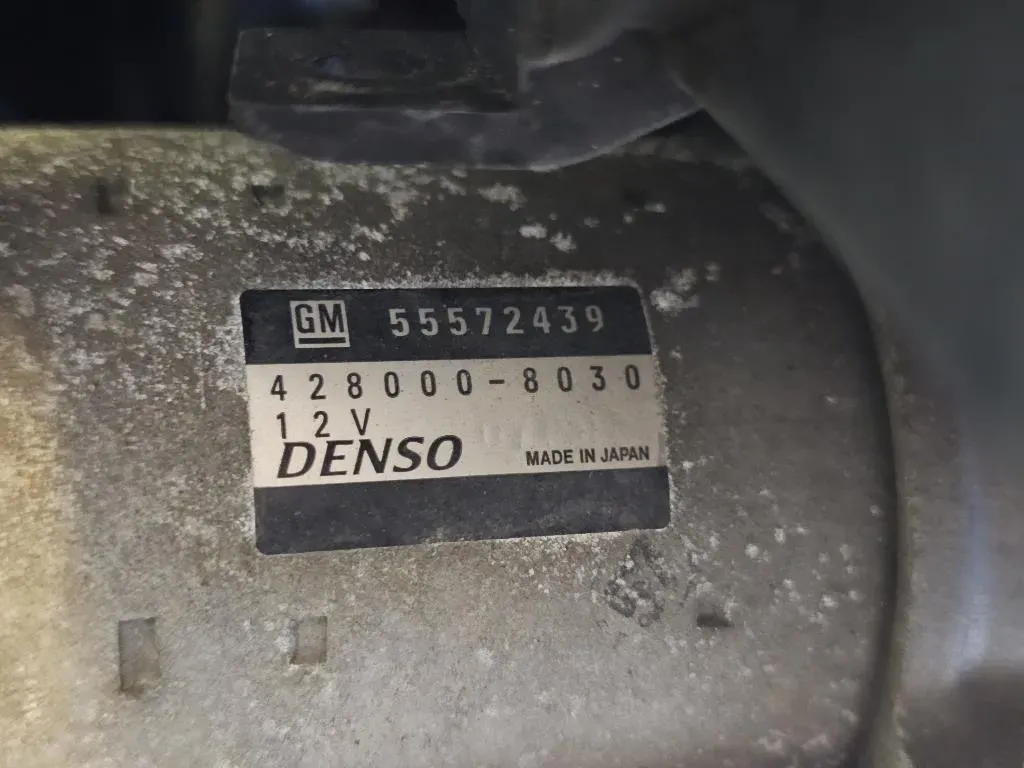 GM 55572439
428000-8030
12V
DENSO MADE IN JAPAN